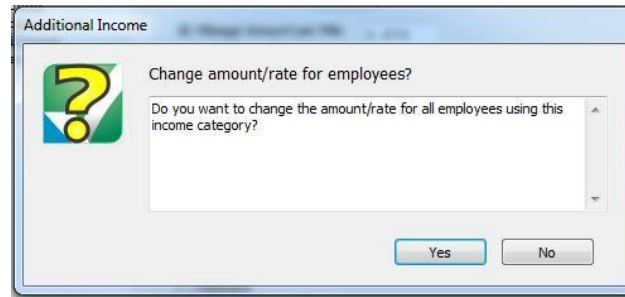 Additional Income
Change amount/rate for employees?
Do you want to change the amount/rate for all employees using this
income category?
Yes
No